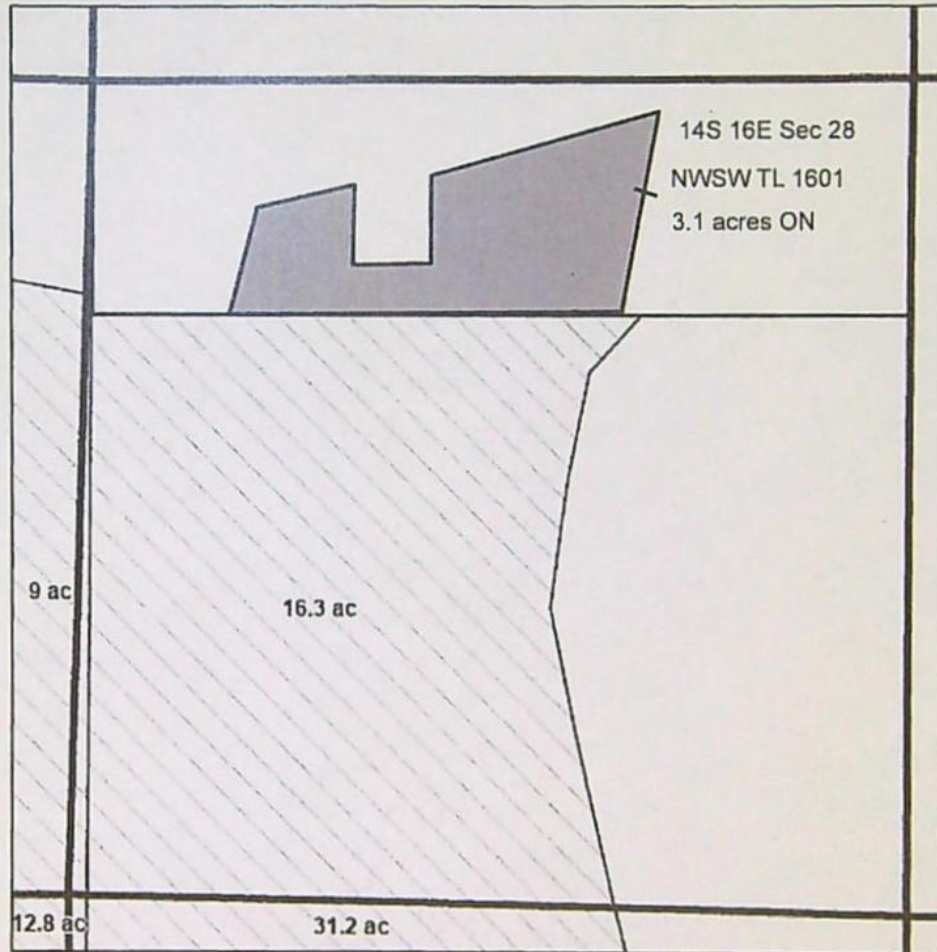 14S 16E Sec 28
NWSW TL 1601
3.1 acres ON
9 ac
16.3 ac
12.8 ac
31.2 ac